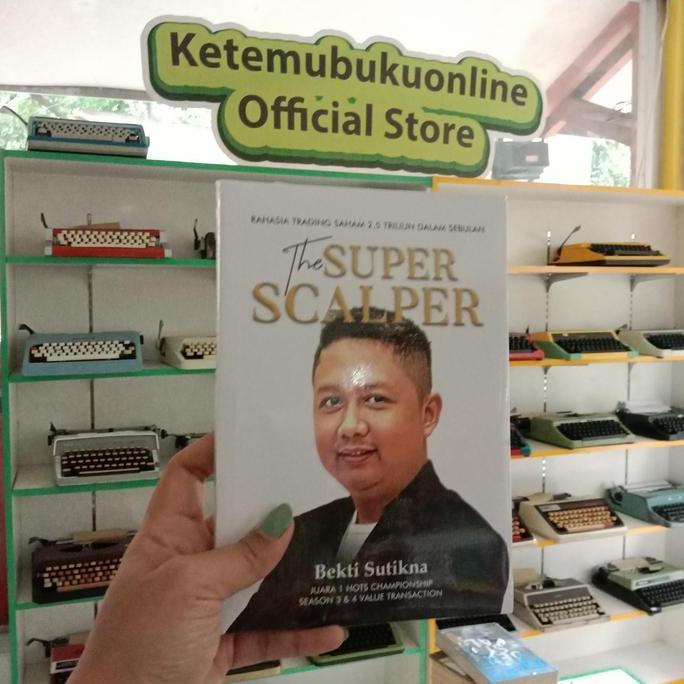 Ketemubukuonline
Official Store
RAHASIA TRADING SAHAM 2,5 TRILIUN DALAM SEBULAN
The SUPER
SCALPER
Bekti Sutikna
JUARA 1 HOTS CHAMPIONSHIP
SEASON 3 & 4 VALUE TRANSACTION